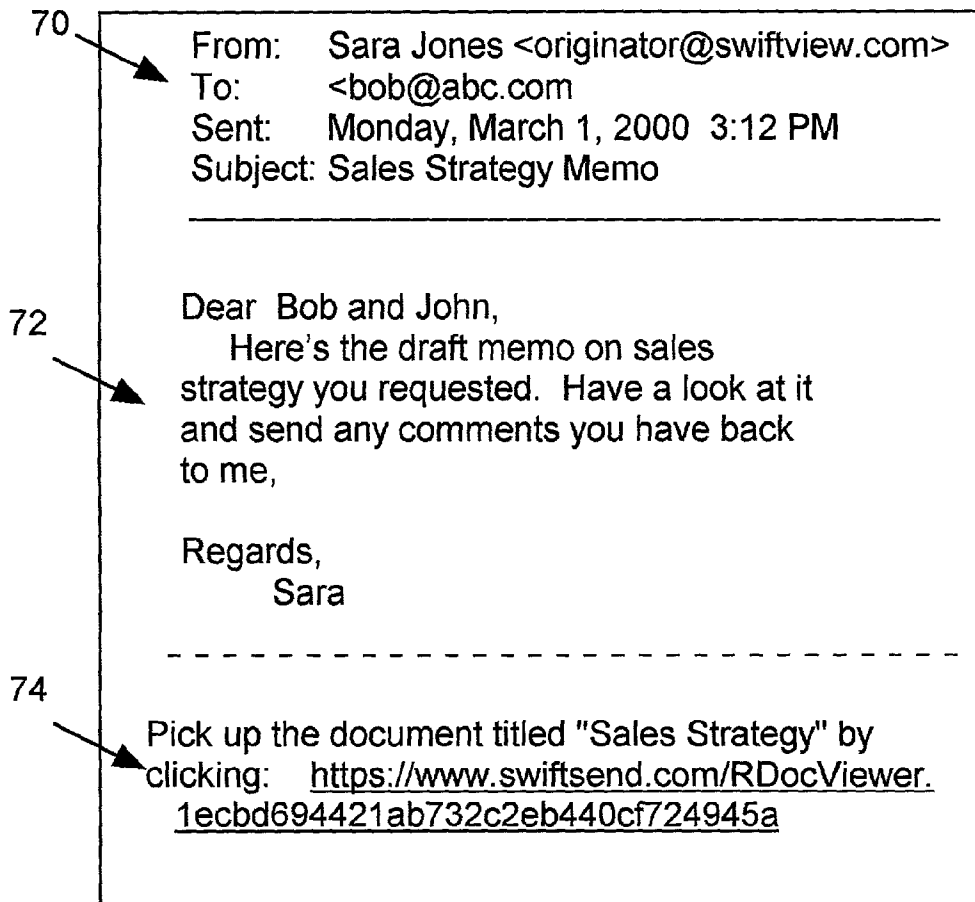 70
From: Sara Jones <originator@swiftview.com>
To: <bob@abc.com
Sent: Monday, March 1, 2000 3:12 PM
Subject: Sales Strategy Memo
72
Dear Bob and John,
Here's the draft memo on sales
strategy you requested. Have a look at it
and send any comments you have back
to me,
Regards,
Sara
74
Pick up the document titled "Sales Strategy" by
clicking: https://www.swiftsend.com/RDocViewer.
1ecbd694421ab732c2eb440cf724945a